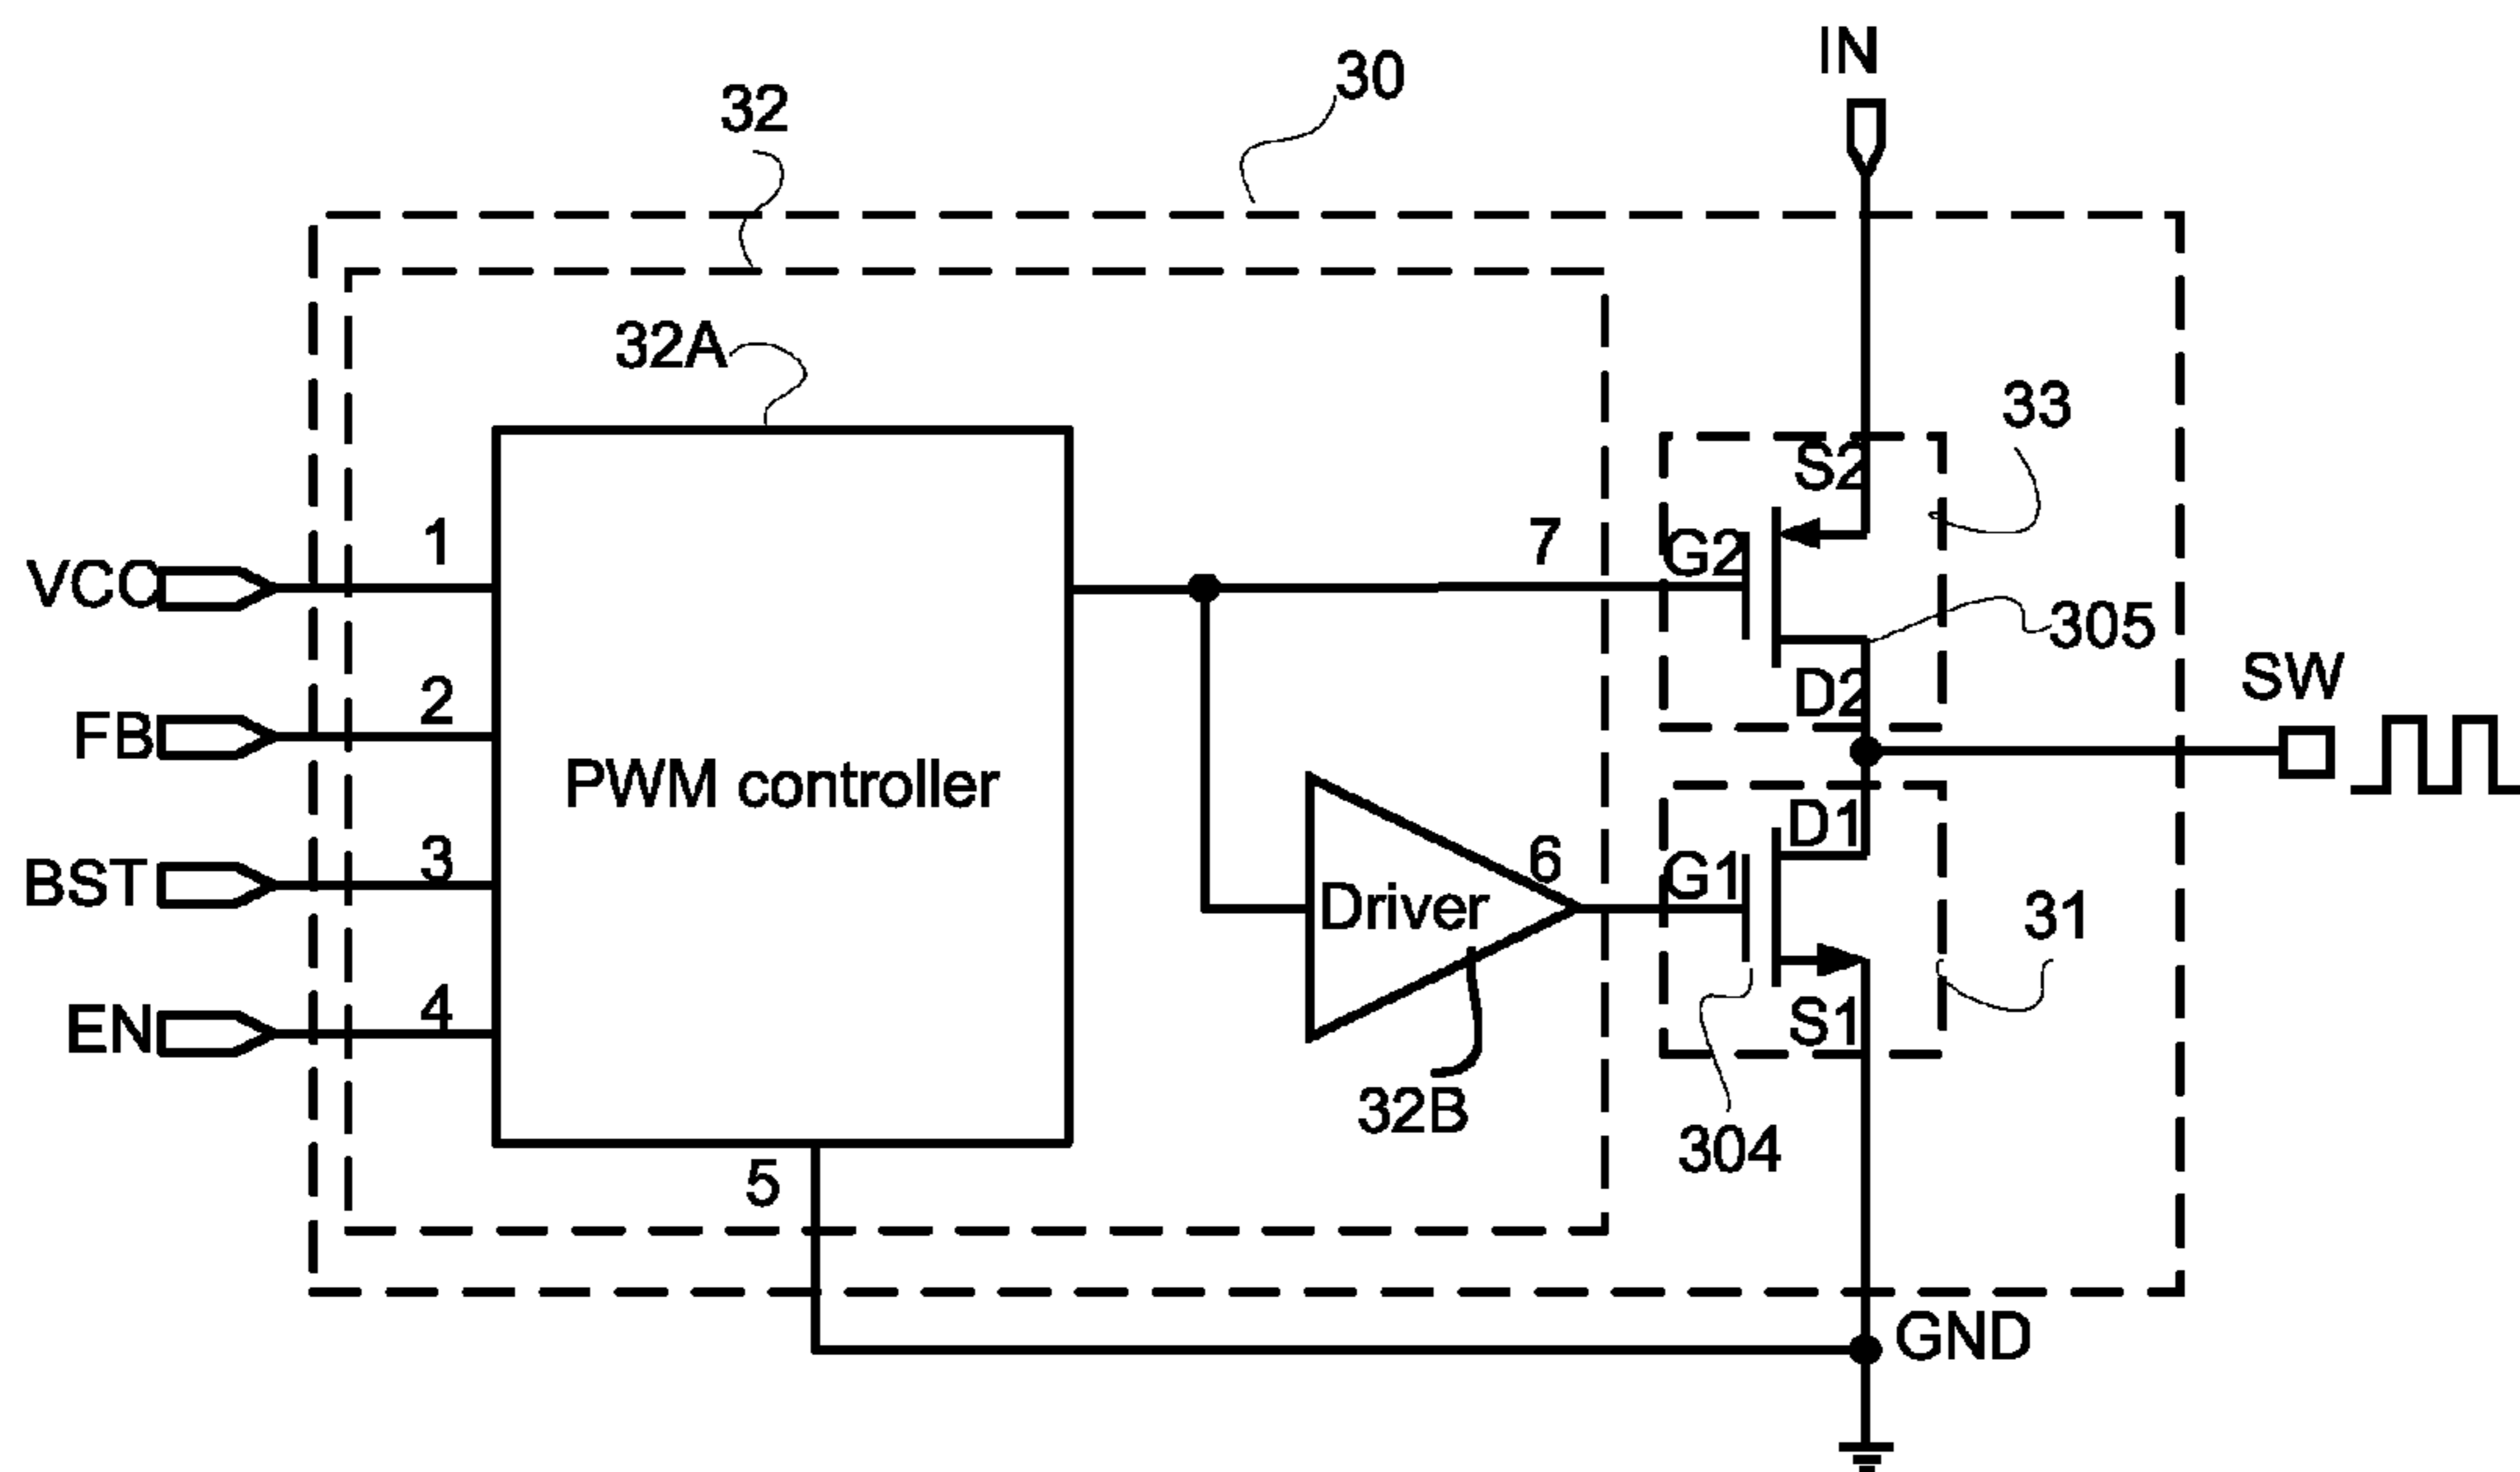 IN
30
32
32A
33
S2
1
7
G2
VCC
305
2
D2
SW
FB
PWM controller
D1
3
6
G1
BST
Driver
31
4
S1
EN
32B
304
5
GND